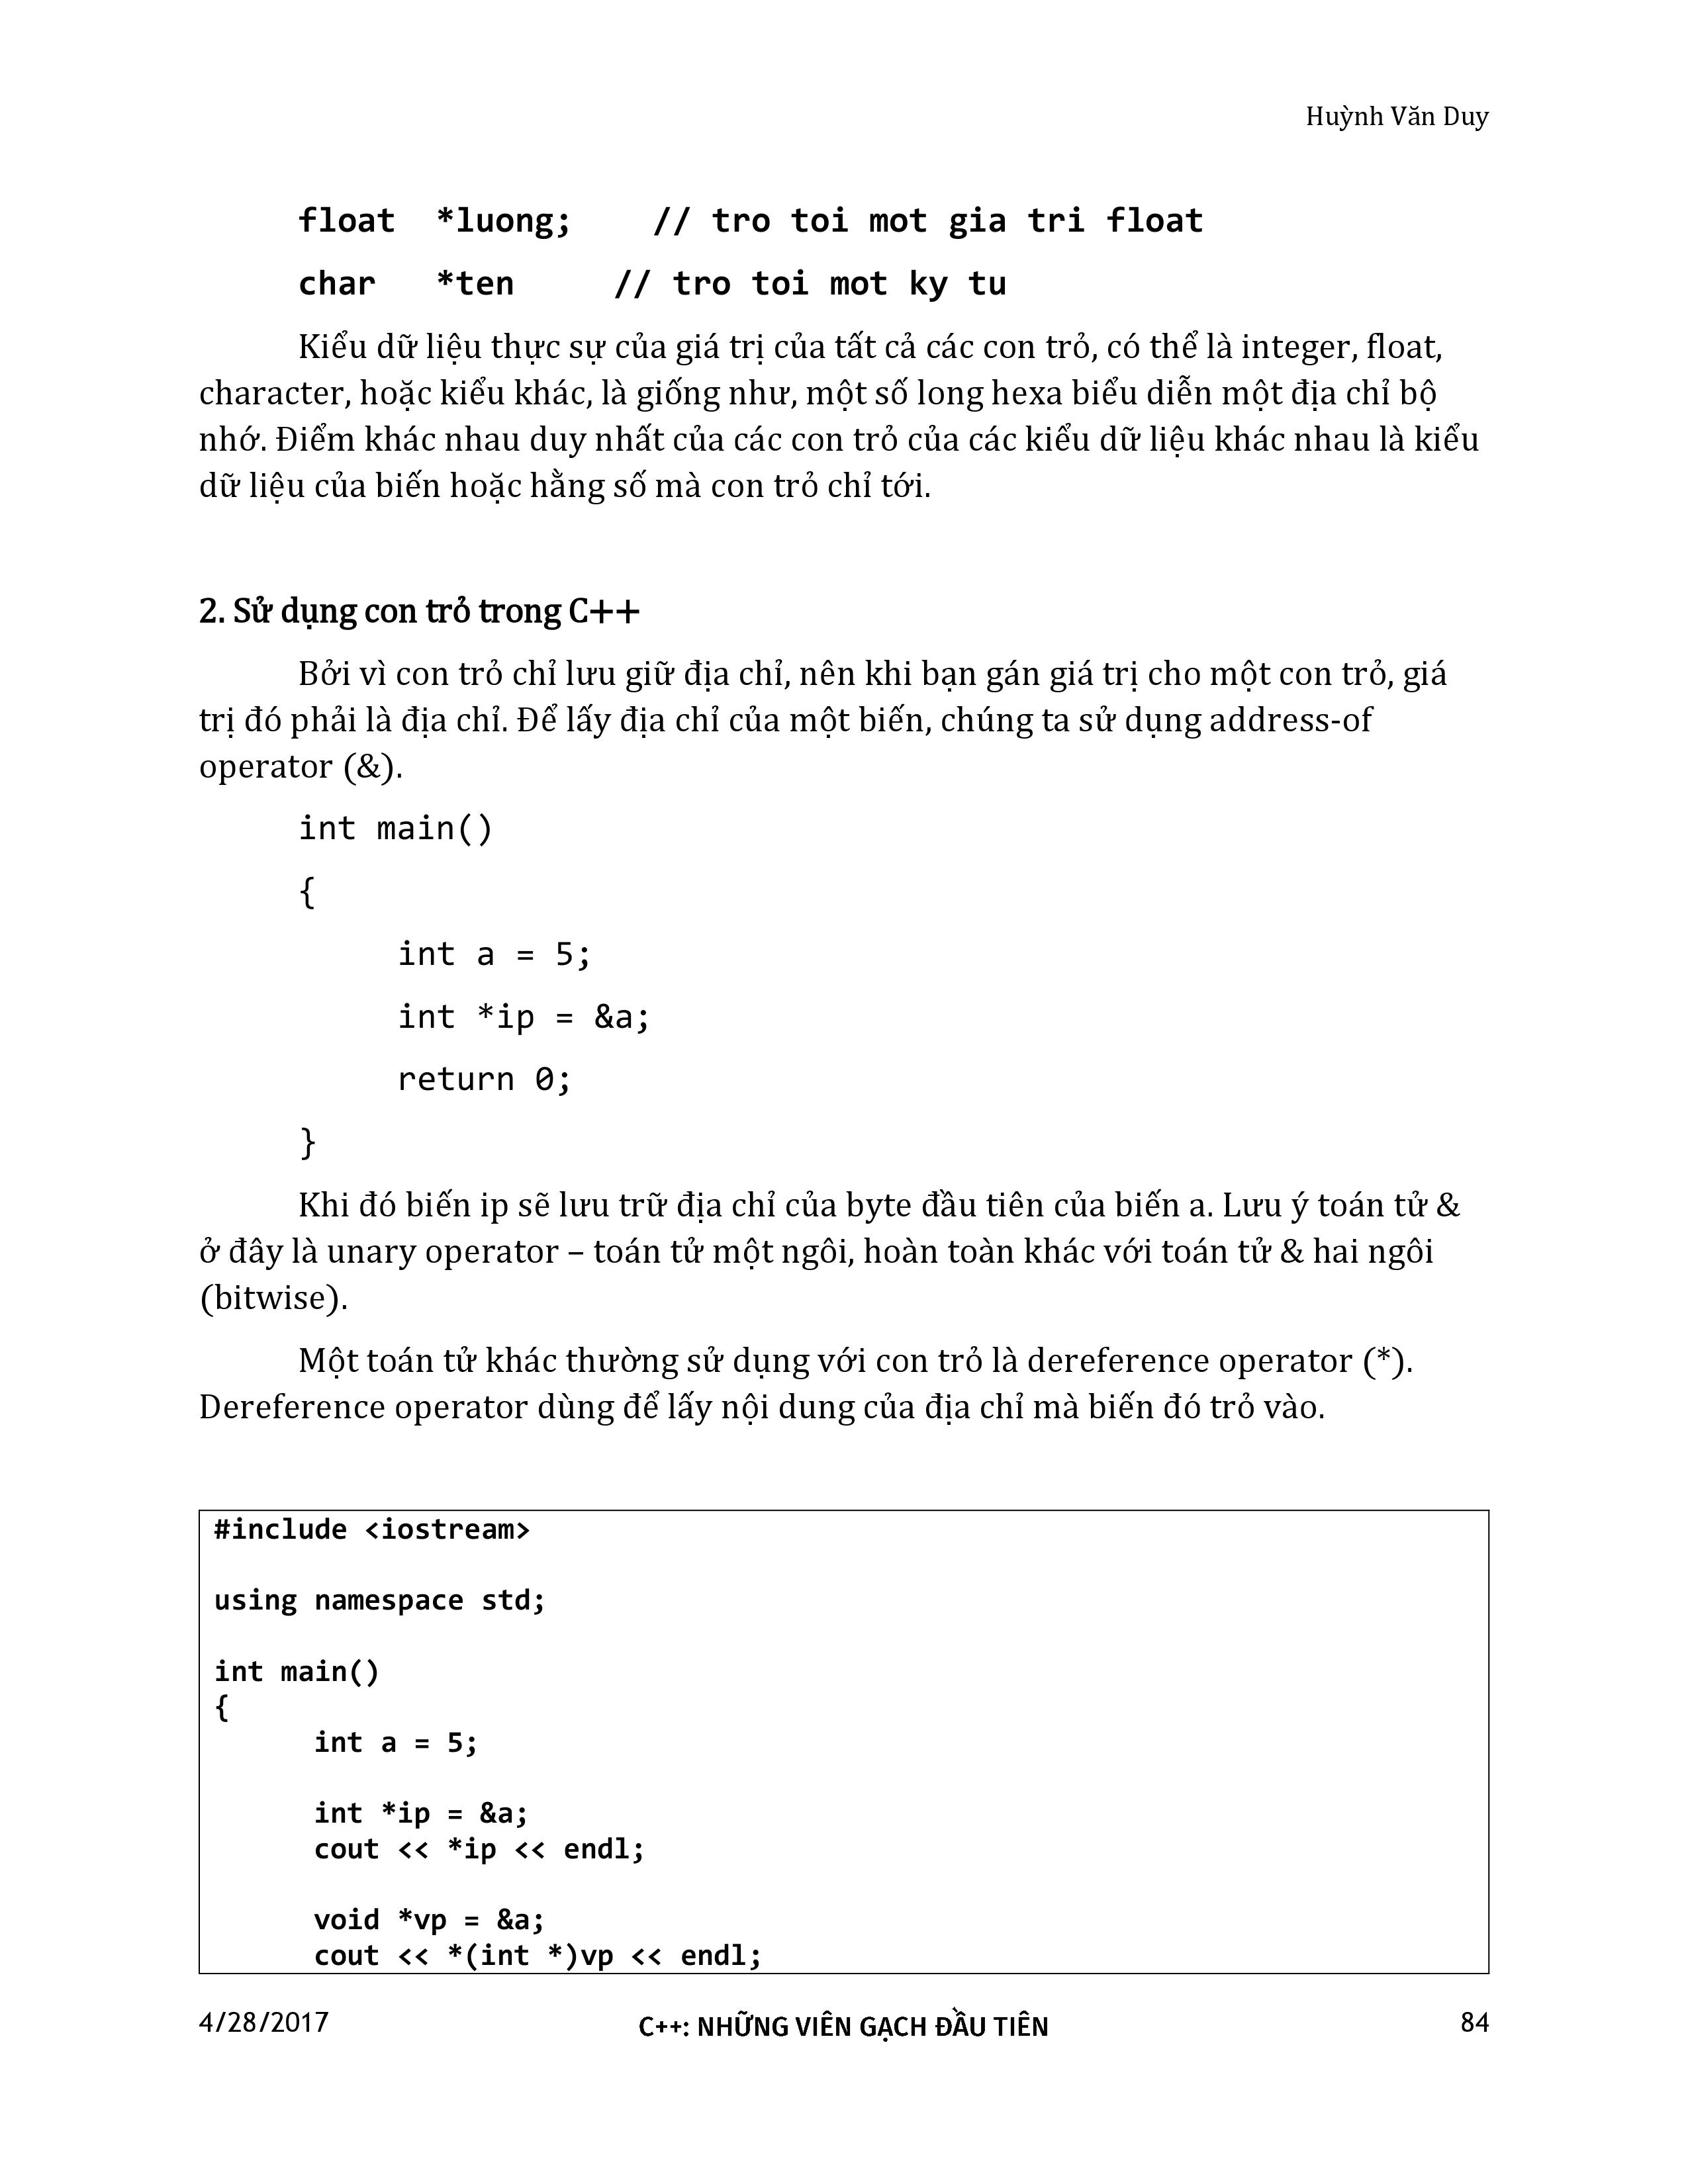 Huỳnh Văn Duy
float  *luong;    // tro toi mot gia tri float
char   *ten     // tro toi mot ky tu
Kiểu dữ liệu thực sự của giá trị của tất cả các con trỏ, có thể là integer, float,
character, hoặc kiểu khác, là giống như, một số long hexa biểu diễn một địa chỉ bộ
nhớ. Điểm khác nhau duy nhất của các con trỏ của các kiểu dữ liệu khác nhau là kiểu
dữ liệu của biến hoặc hằng số mà con trỏ chỉ tới.
2. Sử dụng con trỏ trong C++
Bởi vì con trỏ chỉ lưu giữ địa chỉ, nên khi bạn gán giá trị cho một con trỏ, giá
trị đó phải là địa chỉ. Để lấy địa chỉ của một biến, chúng ta sử dụng address-of
operator (&).
int main()
{
int a = 5;
int *ip = &a;
return 0;
}
Khi đó biến ip sẽ lưu trữ địa chỉ của byte đầu tiên của biến a. Lưu ý toán tử &
ở đây là unary operator – toán tử một ngôi, hoàn toàn khác với toán tử & hai ngôi
(bitwise).
Một toán tử khác thường sử dụng với con trỏ là dereference operator (*).
Dereference operator dùng để lấy nội dung của địa chỉ mà biến đó trỏ vào.
#include <iostream>
using namespace std;
int main()
{
int a = 5;
int *ip = &a;
cout << *ip << endl;
void *vp = &a;
cout << *(int *)vp << endl;
4/28/2017
C++: NHỮNG VIÊN GẠCH ĐẦU TIÊN
84